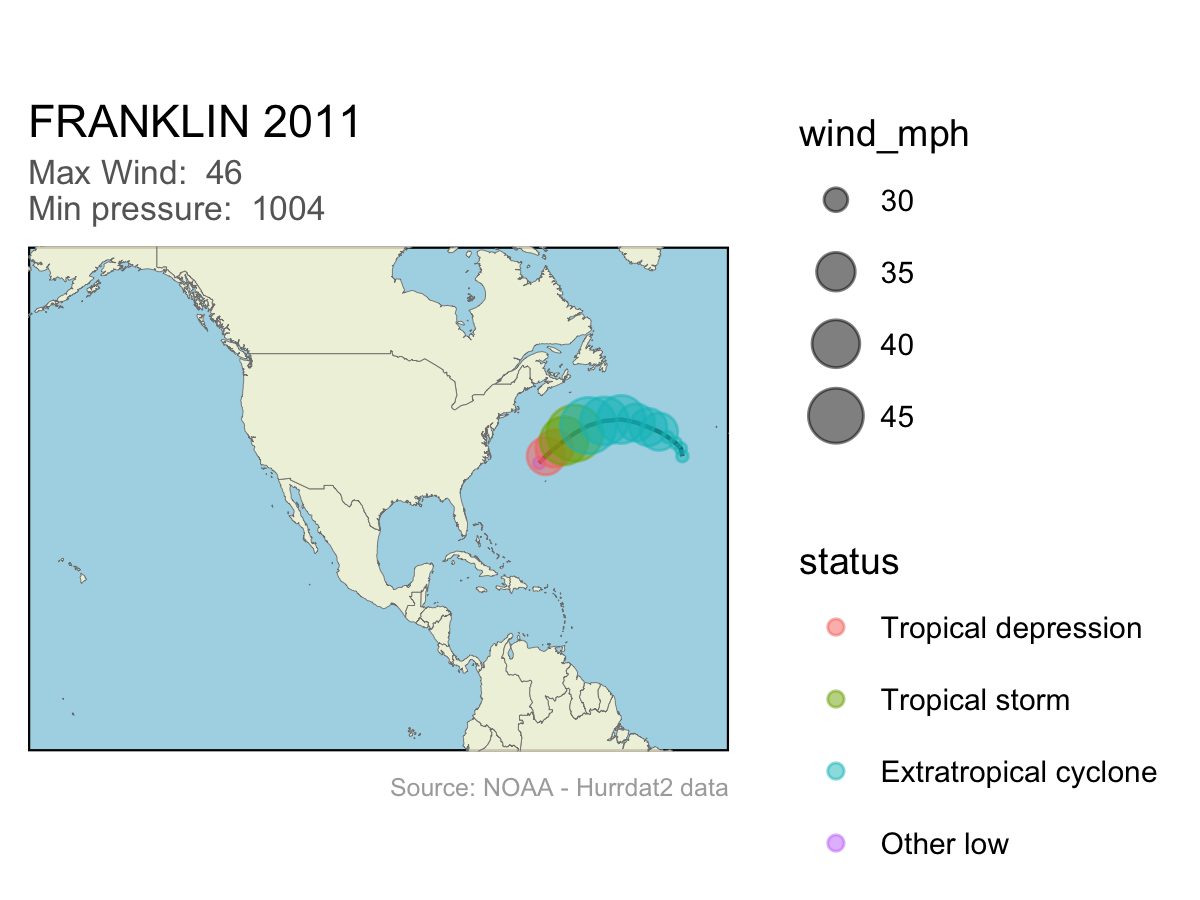 FRANKLIN 2011
Max Wind:  46
Min pressure:  1004
wind_mph
30
35
40
45
status
Tropical depression
Tropical storm
Extratropical cyclone
Other low
Source: NOAA - Hurrdat2 data